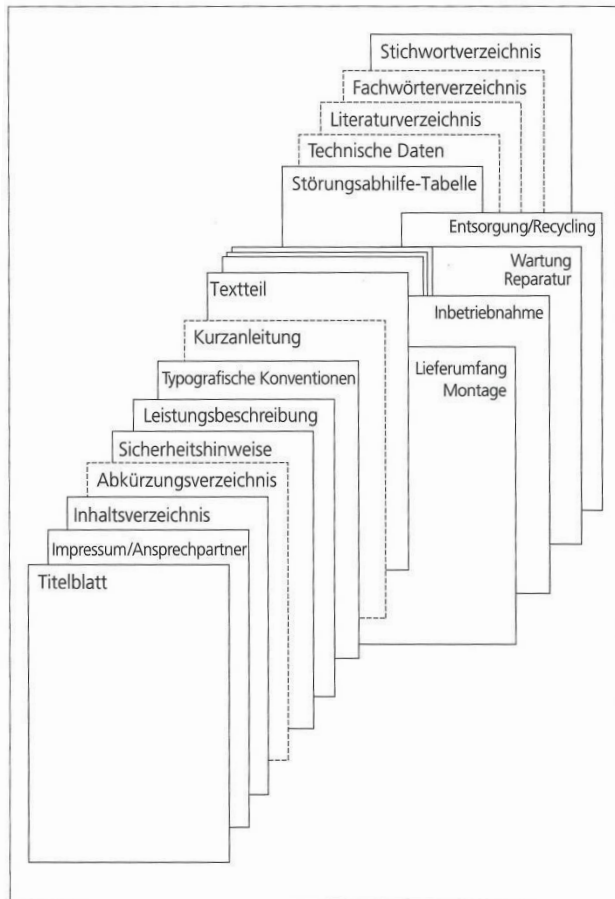 Stichwortverzeichnis
Fachwörterverzeichnis
Literaturverzeichnis
Technische Daten
Störungsabhilfe-Tabelle
Entsorgung/Recycling
Wartung
Reparatur
Textteil
Inbetriebnahme
Kurzanleitung
Typografische Konventionen
Lieferumfang
Montage
Leistungsbeschreibung
Sicherheitshinweise
Abkürzungsverzeichnis
Inhaltsverzeichnis
Impressum/Ansprechpartner
Titelblatt